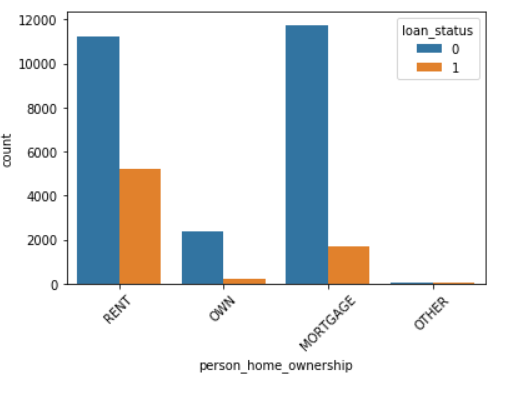 12000
10000
8000
6000
4000
2000
0
count
loan_status
0
1
RENT
OWN
MORTGAGE
OTHER
person_home_ownership